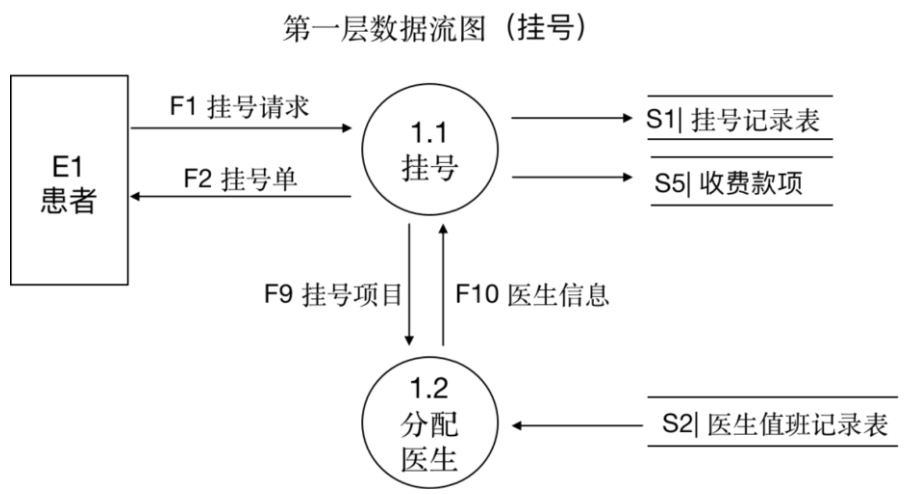 第一层数据流图（挂号）
E1
患者
F1 挂号请求
F2 挂号单
1.1
挂号
S1| 挂号记录表
S5| 收费款项
F9 挂号项目
F10 医生信息
1.2
分配
医生
S2| 医生值班记录表